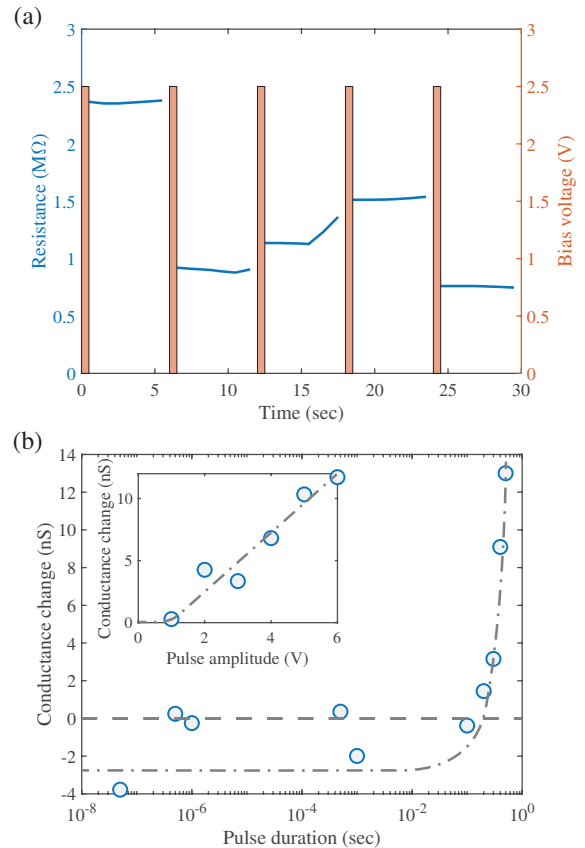 (a)
3
2.5
2
1.5
1
0.5
0
Resistance (MΩ)
3
2.5
2
1.5
1
0.5
0
Bias voltage (V)
0 5 10 15 20 25 30
Time (sec)
(b)
14
12
10
8
6
4
2
0
-2
-4
Conductance change (nS)
10
5
0
Conductance change (nS)
0 2 4 6
Pulse amplitude (V)
10-8 10-6 10-4 10-2 100
Pulse duration (sec)